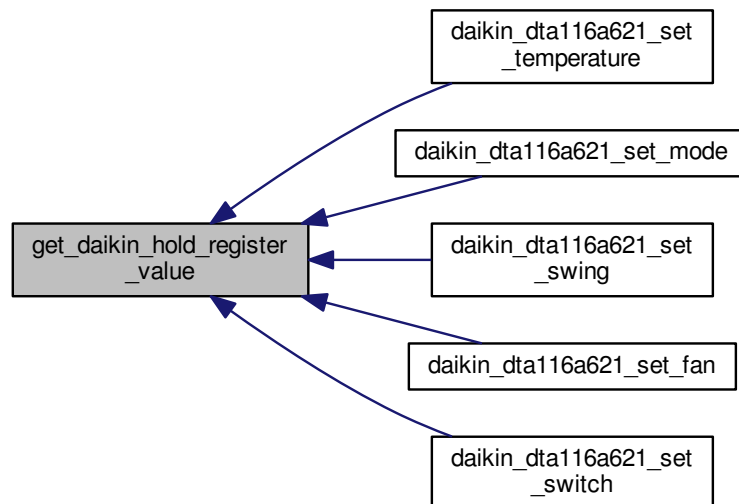 daikin_dta116a621_set
_temperature
daikin_dta116a621_set_mode
get_daikin_hold_register
_value
daikin_dta116a621_set
_swing
daikin_dta116a621_set_fan
daikin_dta116a621_set
_switch